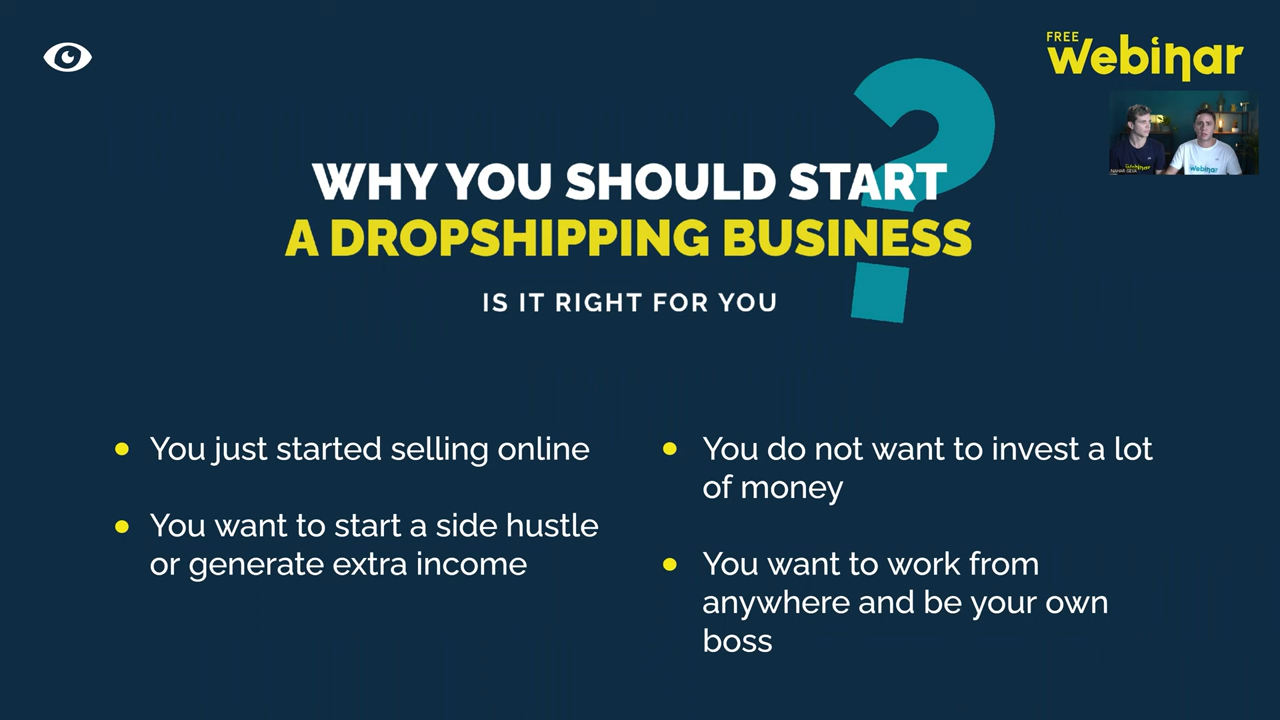 FREE
Webinar
WHY YOU SHOULD START
A DROPSHIPPING BUSINESS
IS IT RIGHT FOR YOU
?
You just started selling online
You want to start a side hustle
or generate extra income
You do not want to invest a lot
of money
You want to work from
anywhere and be your own
boss
Webinar